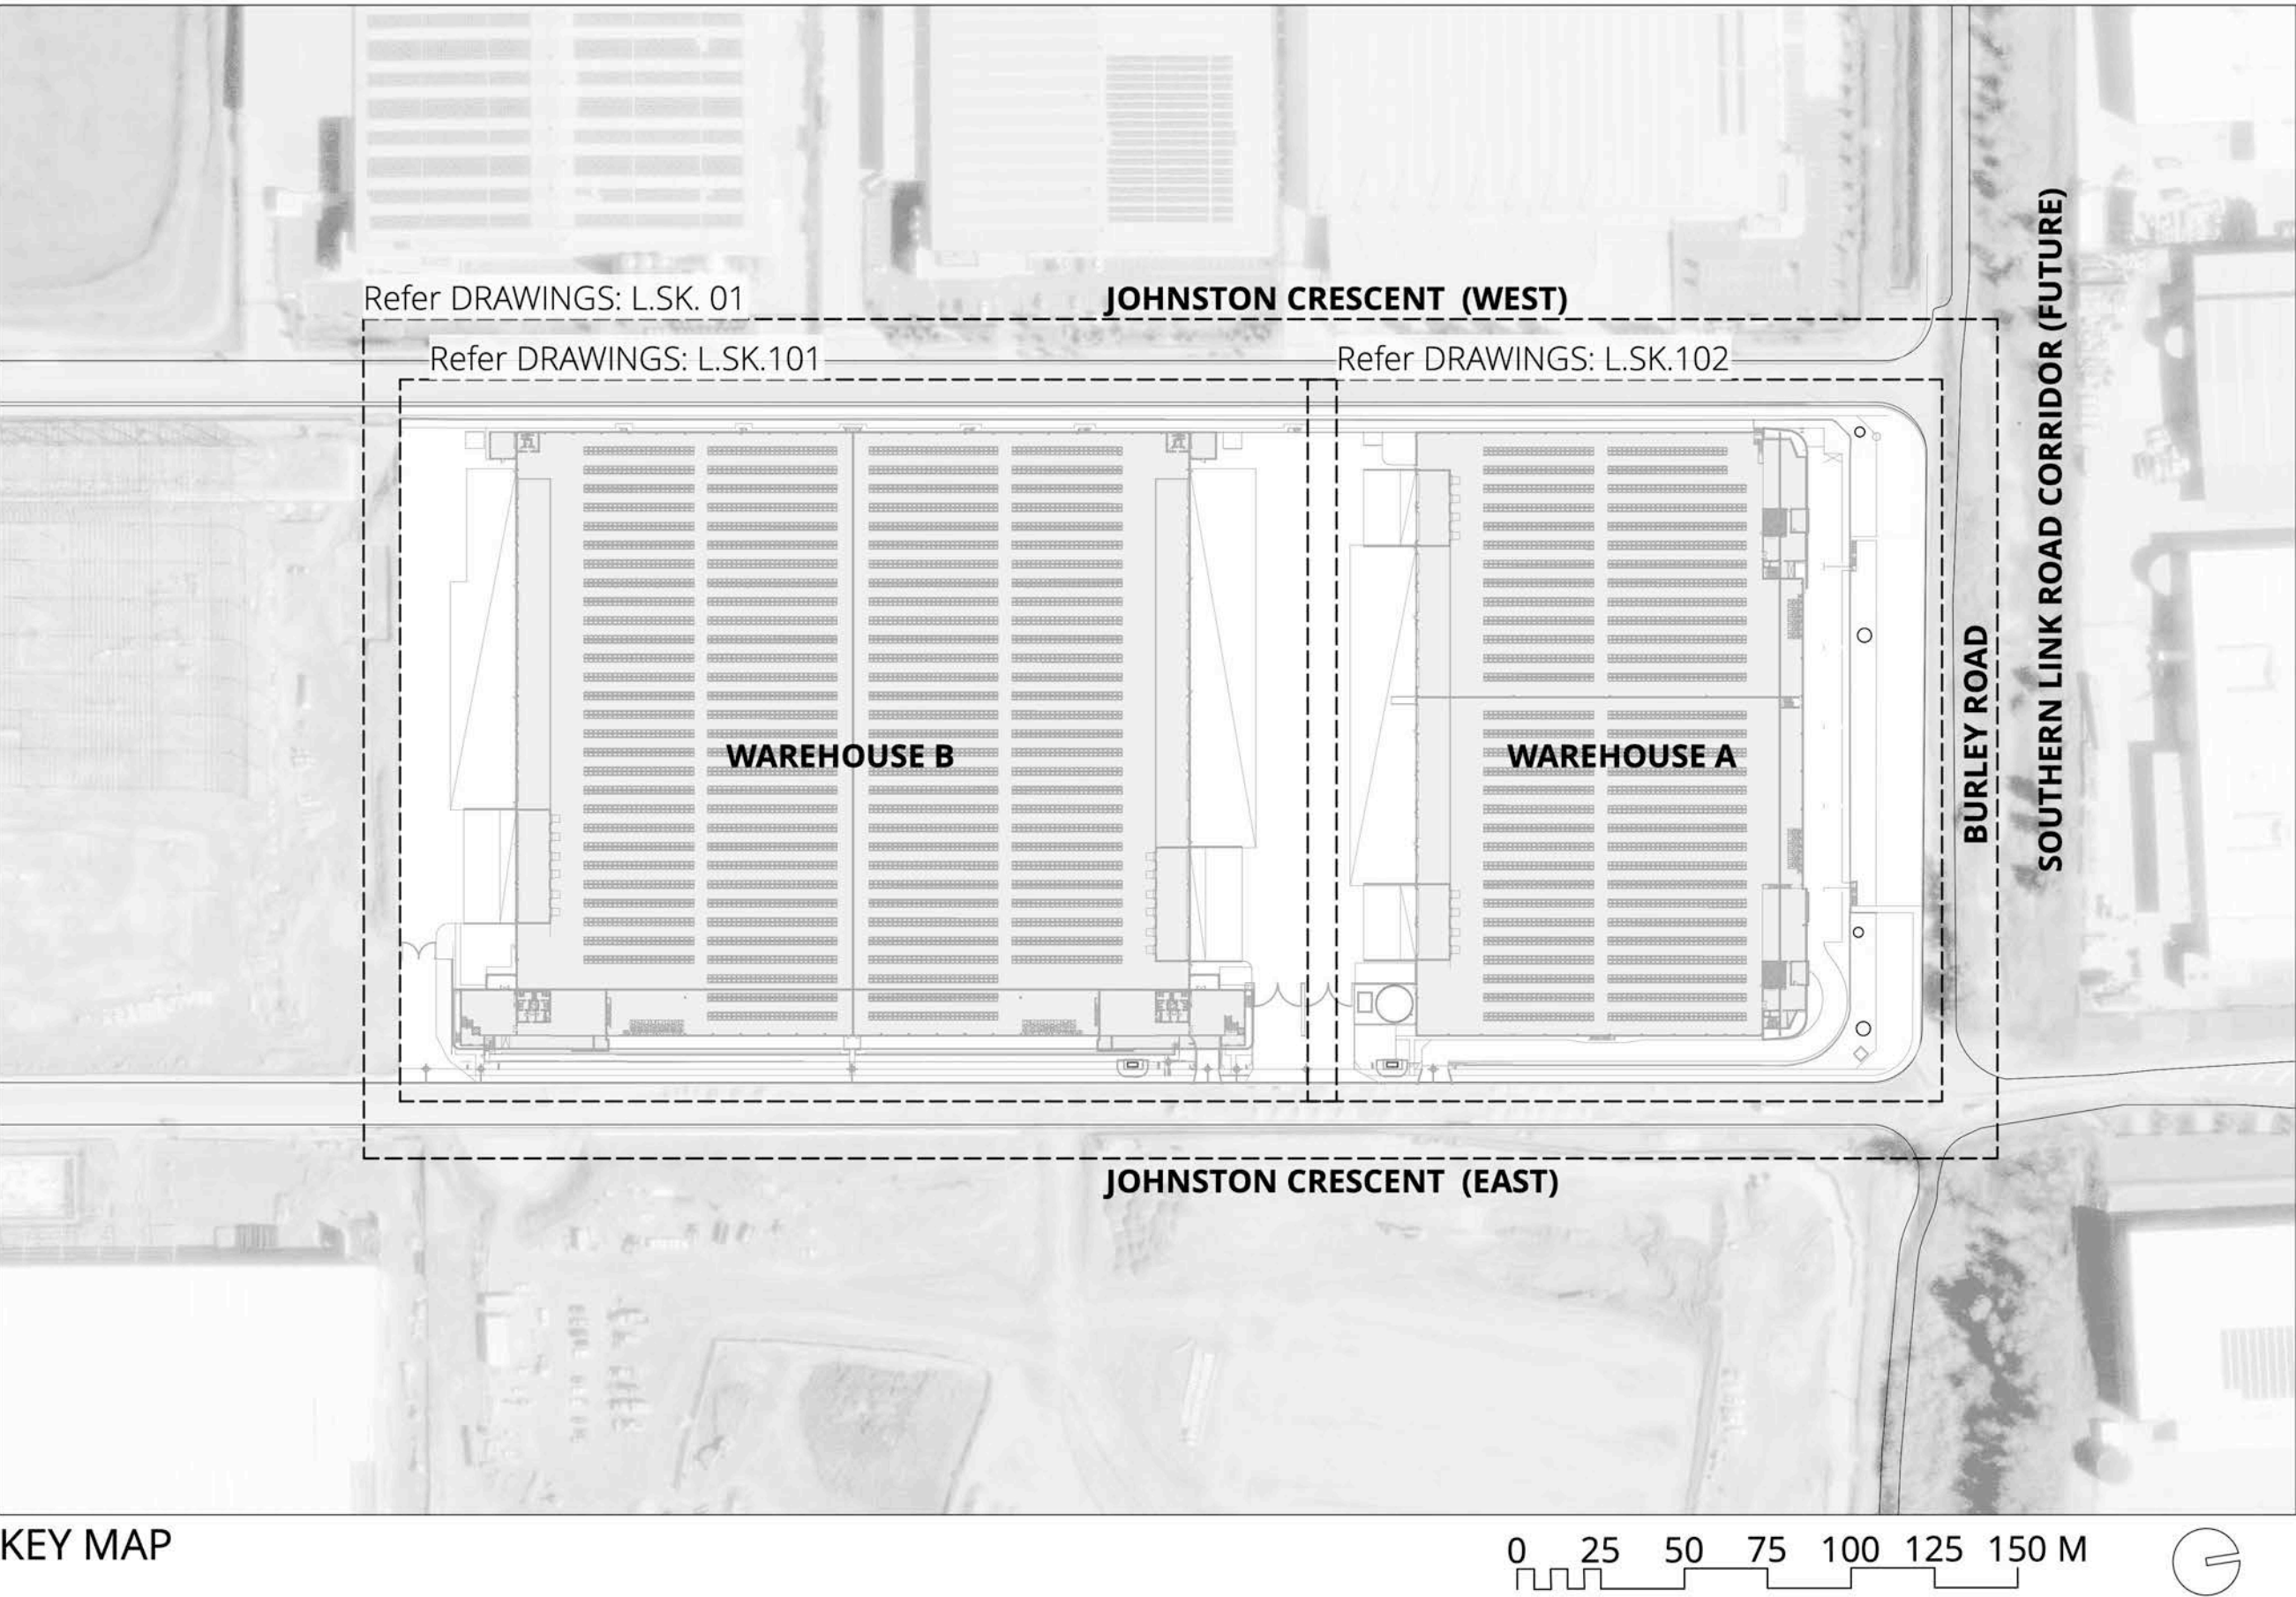 Refer DRAWINGS: L.SK. 01
JOHNSTON CRESCENT (WEST)
Refer DRAWINGS: L.SK.101
Refer DRAWINGS: L.SK.102
SOUTHERN LINK ROAD CORRIDOR (FUTURE)
BURLEY ROAD
WAREHOUSE B
WAREHOUSE A
JOHNSTON CRESCENT (EAST)
KEY MAP
0 25 50 75 100 125 150 M